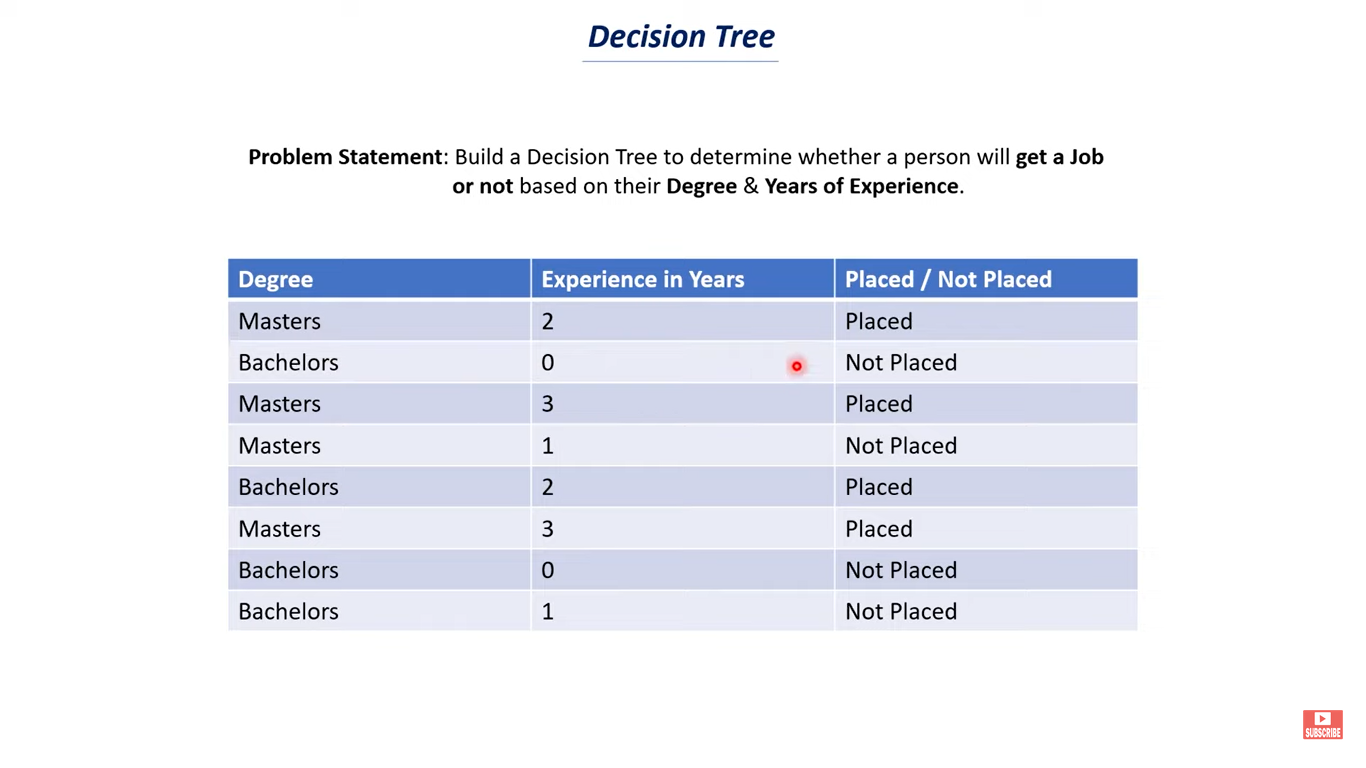 Decision Tree
Problem Statement: Build a Decision Tree to determine whether a person will get a Job
or not based on their Degree & Years of Experience.
Degree Experience in Years Placed / Not Placed
Masters 2 Placed
Bachelors 0 Not Placed
Masters 3 Placed
Masters 1 Not Placed
Bachelors 2 Placed
Masters 3 Placed
Bachelors 0 Not Placed
Bachelors 1 Not Placed
SUBSCRIBE